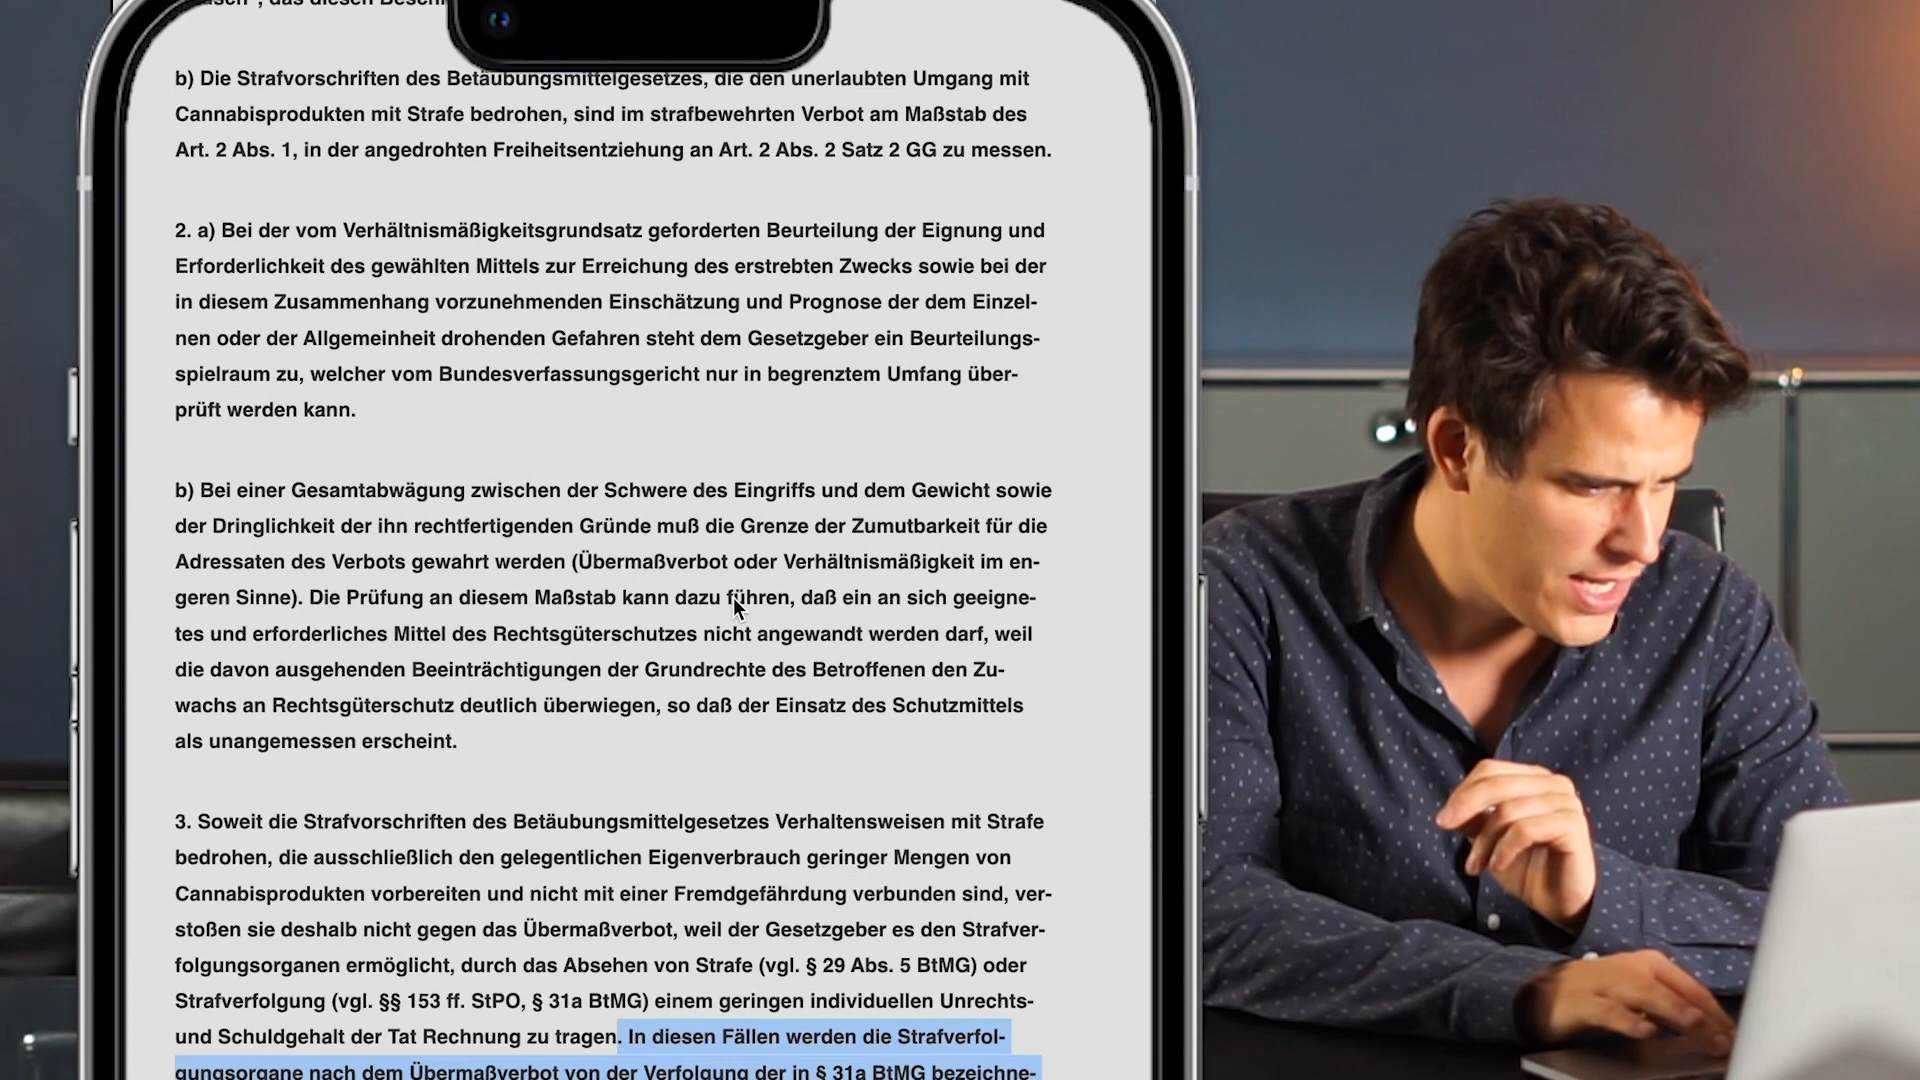 das diesen
b) Die Strafvorschriften des Betäubungsmittelgesetzes, die den unerlaubten Umgang mit
Cannabisprodukten mit Strafe bedrohen, sind im strafbewehrten Verbot am Maßstab des
Art. 2 Abs. 1, in der angedrohten Freiheitsentziehung an Art. 2 Abs. 2 Satz 2 GG zu messen.
2. a) Bei der vom Verhältnismäßigkeitsgrundsatz geforderten Beurteilung der Eignung und
Erforderlichkeit des gewählten Mittels zur Erreichung des erstrebten Zwecks sowie bei der
in diesem Zusammenhang vorzunehmenden Einschätzung und Prognose der dem Einzel-
nen oder der Allgemeinheit drohenden Gefahren steht dem Gesetzgeber ein Beurteilungs-
spielraum zu, welcher vom Bundesverfassungsgericht nur in begrenztem Umfang über-
prüft werden kann.
b) Bei einer Gesamtabwägung zwischen der Schwere des Eingriffs und dem Gewicht sowie
der Dringlichkeit der ihn rechtfertigenden Gründe muß die Grenze der Zumutbarkeit für die
Adressaten des Verbots gewahrt werden (Übermaßverbot oder Verhältnismäßigkeit im en-
geren Sinne). Die Prüfung an diesem Maßstab kann dazu führen, daß ein an sich geeigne-
tes und erforderliches Mittel des Rechtsgüterschutzes nicht angewandt werden darf, weil
die davon ausgehenden Beeinträchtigungen der Grundrechte des Betroffenen den Zu-
wachs an Rechtsgüterschutz deutlich überwiegen, so daß der Einsatz des Schutzmittels
als unangemessen erscheint.
3. Soweit die Strafvorschriften des Betäubungsmittelgesetzes Verhaltensweisen mit Strafe
bedrohen, die ausschließlich den gelegentlichen Eigenverbrauch geringer Mengen von
Cannabisprodukten vorbereiten und nicht mit einer Fremdgefährdung verbunden sind, ver-
stoßen sie deshalb nicht gegen das Übermaßverbot, weil der Gesetzgeber es den Strafver-
folgungsorganen ermöglicht, durch das Absehen von Strafe (vgl. § 29 Abs. 5 BtMG) oder
Strafverfolgung (vgl. §§ 153 ff. StPO, § 31a BtMG) einem geringen individuellen Unrechts-
und Schuldgehalt der Tat Rechnung zu tragen. In diesen Fällen werden die Strafverfol-
gungsorgane nach dem Übermaßverbot von der Verfolgung der in § 31a BtMG bezeichne-